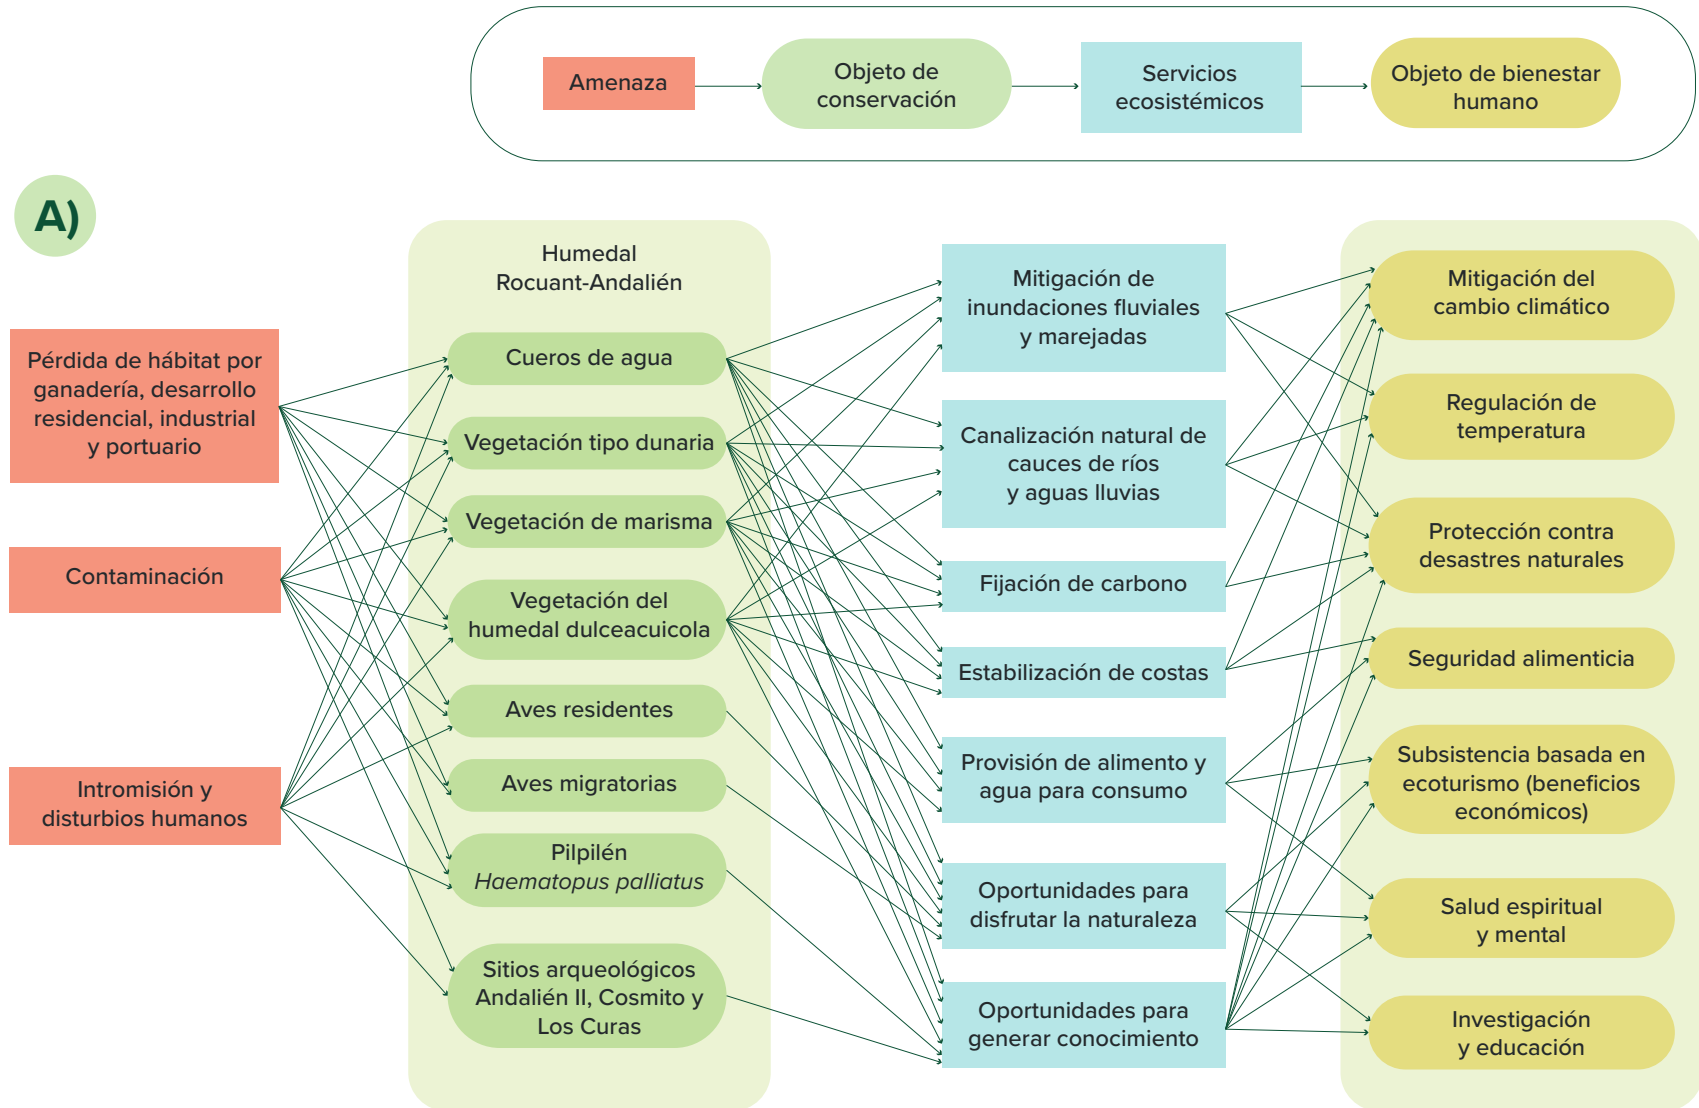 Amenaza
Objeto de
conservación
Servicios
ecosistémicos
Objeto de bienestar
humano
A)
Pérdida de hábitat por
ganadería, desarrollo
residencial, industrial
y portuario
Contaminación
Intromisión y
disturbios humanos
Humedal
Rocuant-Andalién
Cueros de agua
Vegetación tipo dunaria
Vegetación de marisma
Vegetación del
humedal dulceacuicola
Aves residentes
Aves migratorias
Pilpilén
Haematopus palliatus
Sitios arqueológicos
Andalién II, Cosmito y
Los Curas
Mitigación de
inundaciones fluviales
y marejadas
Canalización natural de
cauces de ríos
y aguas lluvias
Fijación de carbono
Estabilización de costas
Provisión de alimento y
agua para consumo
Oportunidades para
disfrutar la naturaleza
Oportunidades para
generar conocimiento
Mitigación del
cambio climático
Regulación de
temperatura
Protección contra
desastres naturales
Seguridad alimenticia
Subsistencia basada en
ecoturismo (beneficios
económicos)
Salud espiritual
y mental
Investigación
y educación